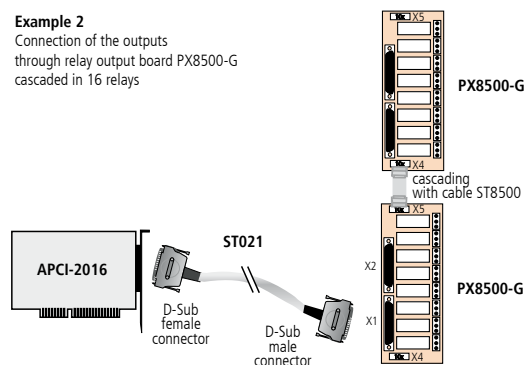 Example 2
Connection of the outputs
through relay output board PX8500-G
cascaded in 16 relays
X5
PX8500-G
X4
cascading
with cable ST8500
X5
ST021
APCI-2016
X2
PX8500-G
D-Sub
female
connector
X1
D-Sub
male
connector
X4